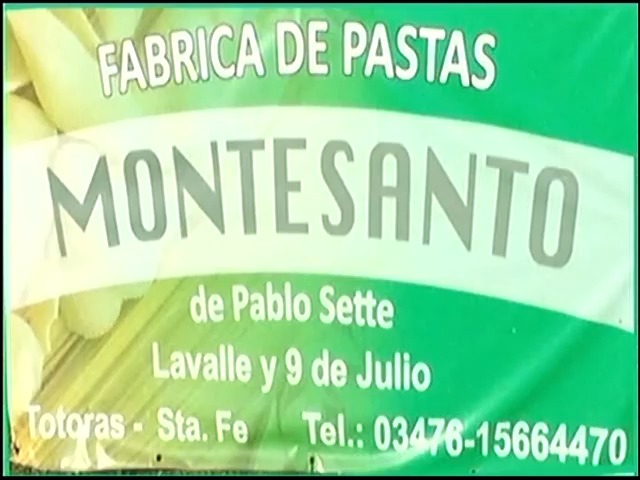 FABRICA DE PASTAS
MONTESANTO
de Pablo Sette
Lavalle y 9 de Julio
Totoras - Sta. Fe Tel.: 03476-15664470